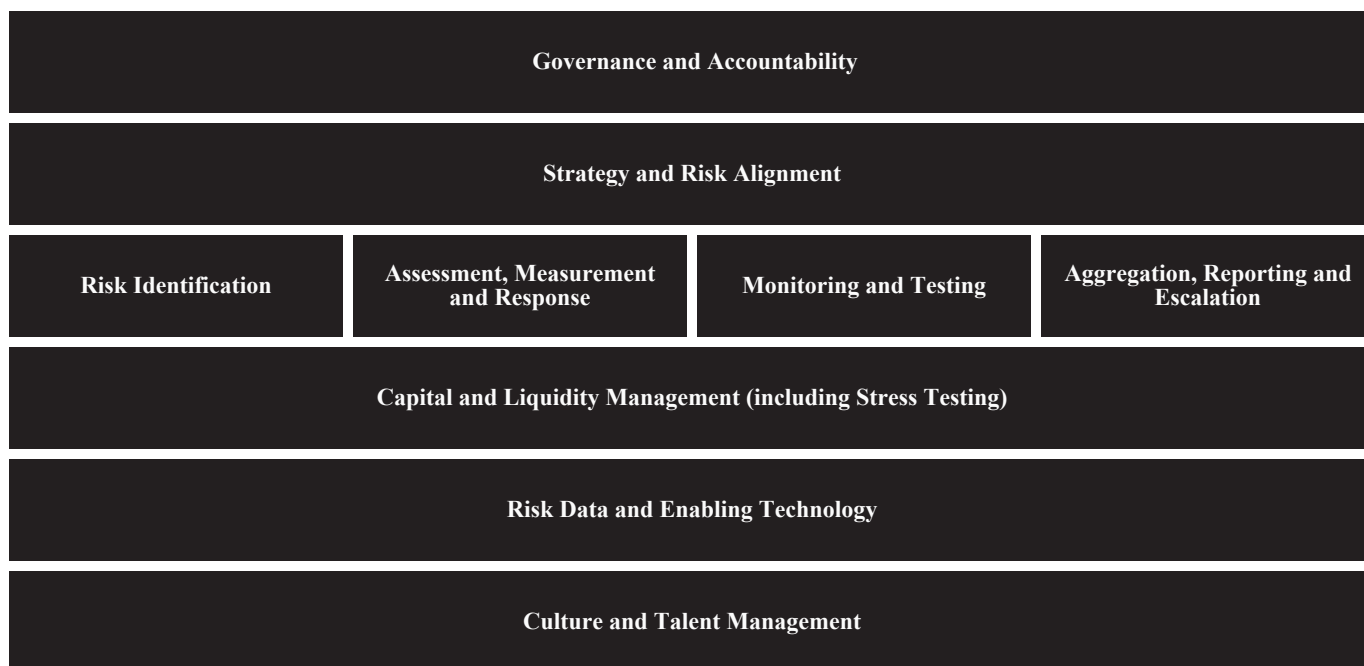 Governance and Accountability
Strategy and Risk Alignment
Risk Identification
Assessment, Measurement
and Response
Monitoring and Testing
Aggregation, Reporting and
Escalation
Capital and Liquidity Management (including Stress Testing)
Risk Data and Enabling Technology
Culture and Talent Management